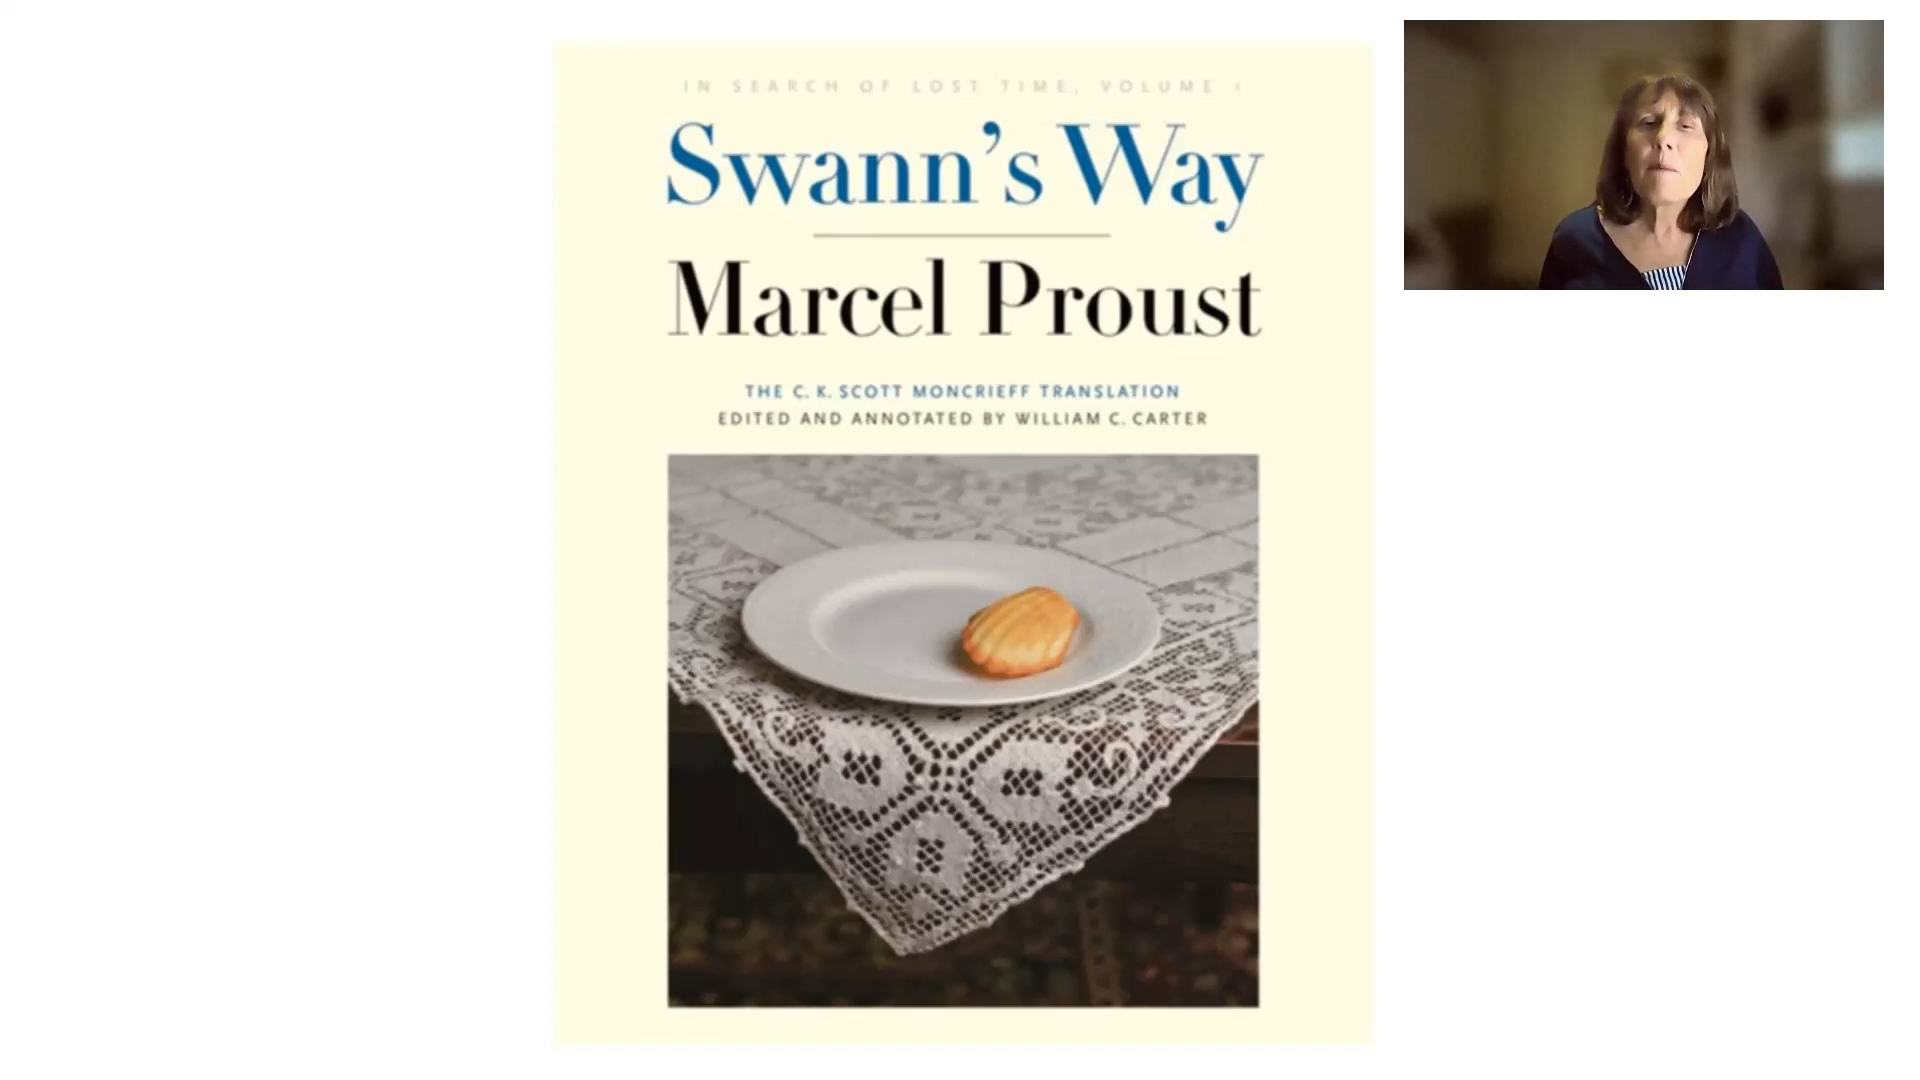 IN SEARCH OF LOST TIME, VOLUME 1
Swann's Way
Marcel Proust
THE C. K. SCOTT MONCRIEFF TRANSLATION
EDITED AND ANNOTATED BY WILLIAM C. CARTER